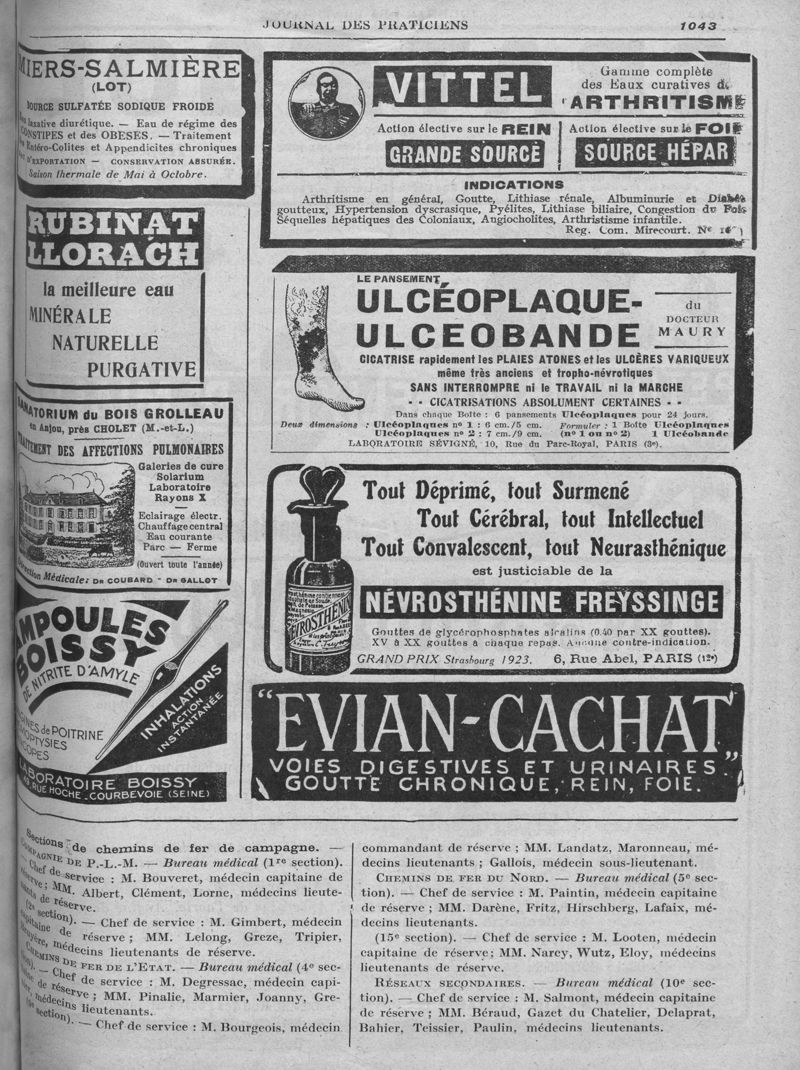 JOURNAL DES PRATICIENS
1043
MIERS-SALMIÈRE
(LOT)
SOURCE SULFATÉE SODIQUE FROIDE
laxative diurétique. — Eau de régime des
CONSTIPES et des OBESES. — Traitement
Entéro-Colites et Appendicites chroniques
D'EXPORTATION — CONSERVATION ABSURÉE.
Saison thermale de Mai à Octobre.
RUBINAT
LLORACH
la meilleure eau
MINÉRALE
NATURELLE
PURGATIVE
SANATORIUM du BOIS GROLLEAU
en Anjou, près CHOLET (M.-et-L.)
TRAITEMENT DES AFFECTIONS PULMONAIRES
Galeries de cure
Solarium
Laboratoire
Rayons X
Eclairage électr.
Chauffage central
Eau courante
Parc — Ferme
(Ouvert toute l'année)
Direction Médicale: DR COUBARD - DR GALLOT
AMPOULES
BOISSY
DE NITRITE D'AMYLE
INHALATIONS
ACTION
INSTANTANÉE
ANGINES de POITRINE
HÉMOPTYSIES
SYNCOPES
LABORATOIRE BOISSY
RUE HOCHE_COURBEVOIE (SEINE)
VITTEL
Gamme complète
des Eaux curatives de
l'ARTHRITISME
Action élective sur le REIN
GRANDE SOURCE
Action élective sur le FOIE
SOURCE HÉPAR
INDICATIONS
Arthritisme en général, Goutte, Lithiase rénale, Albuminurie et Diabète
goutteux, Hypertension dyscrasique, Pyélites, Lithiase biliaire, Congestion du Foie
Séquelles hépatiques des Coloniaux, Angiocholites, Arthristisme infantile.
Reg. Com. Mirecourt. No
LE PANSEMENT
ULCÉOPLAQUE-
ULCEOBANDE
du
DOCTEUR
MAURY
CICATRISE rapidement les PLAIES ATONES et les ULCÈRES VARIQUEUX
même très anciens et tropho-névrotiques
SANS INTERROMPRE ni le TRAVAIL ni la MARCHE
- - CICATRISATIONS ABSOLUMENT CERTAINES - -
Dans chaque Boîte : 6 pansements Ulcéoplaques pour 24 jours.
Deux dimensions : Ulcéoplaques no 1 : 6 cm./5 cm. Formuler : 1 Boîte Ulcéoplaques
Ulcéoplaques no 2 : 7 cm./9 cm. (no 1 ou no 2) 1 Ulcéobande
LABORATOIRE SÉVIGNÉ, 10, Rue du Parc-Royal, PARIS (3e).
Tout Déprimé, tout Surmené
Tout Cérébral, tout Intellectuel
Tout Convalescent, tout Neurasthénique
est justiciable de la
NÉVROSTHÉNINE FREYSSINGE
Gouttes de glycérophosphates alcalins (0.40 par XX gouttes).
XV à XX gouttes à chaque repas. Aucune contre-indication.
GRAND PRIX Strasbourg 1923. 6, Rue Abel, PARIS (12e)
"EVIAN-CACHAT"
VOIES DIGESTIVES ET URINAIRES
GOUTTE CHRONIQUE, REIN, FOIE.
Sections de chemins de fer de campagne. —
COMPAGNIE DE P.-L.-M. — Bureau médical (1re section).
— Chef de service : M. Bouveret, médecin capitaine de
réserve ; MM. Albert, Clément, Lorne, médecins lieute-
nants de réserve.
(2e section). — Chef de service : M. Gimbert, médecin
capitaine de réserve ; MM. Lelong, Greze, Tripier,
médecins lieutenants de réserve.
CHEMINS DE FER DE L'ÉTAT. — Bureau médical (4e sec-
tion). — Chef de service : M. Degressac, médecin capi-
taine de réserve ; MM. Pinalie, Marmier, Joanny, Gre-
médecins lieutenants.
section). — Chef de service : M. Bourgeois, médecin
commandant de réserve ; MM. Landatz, Maronneau, mé-
decins lieutenants ; Gallois, médecin sous-lieutenant.
CHEMINS DE FER DU NORD. — Bureau médical (5e sec-
tion). — Chef de service : M. Paintin, médecin capitaine
de réserve ; MM. Darène, Fritz, Hirschberg, Lafaix, mé-
decins lieutenants.
(15e section). — Chef de service : M. Looten, médecin
capitaine de réserve; MM. Narcy, Wutz, Eloy, médecins
lieutenants de réserve.
RÉSEAUX SECONDAIRES. — Bureau médical (10e sec-
tion). — Chef de service : M. Salmont, médecin capitaine
de réserve ; MM. Béraud, Gazet du Chatelier, Delaprat,
Bahier, Teissier, Paulin, médecins lieutenants.